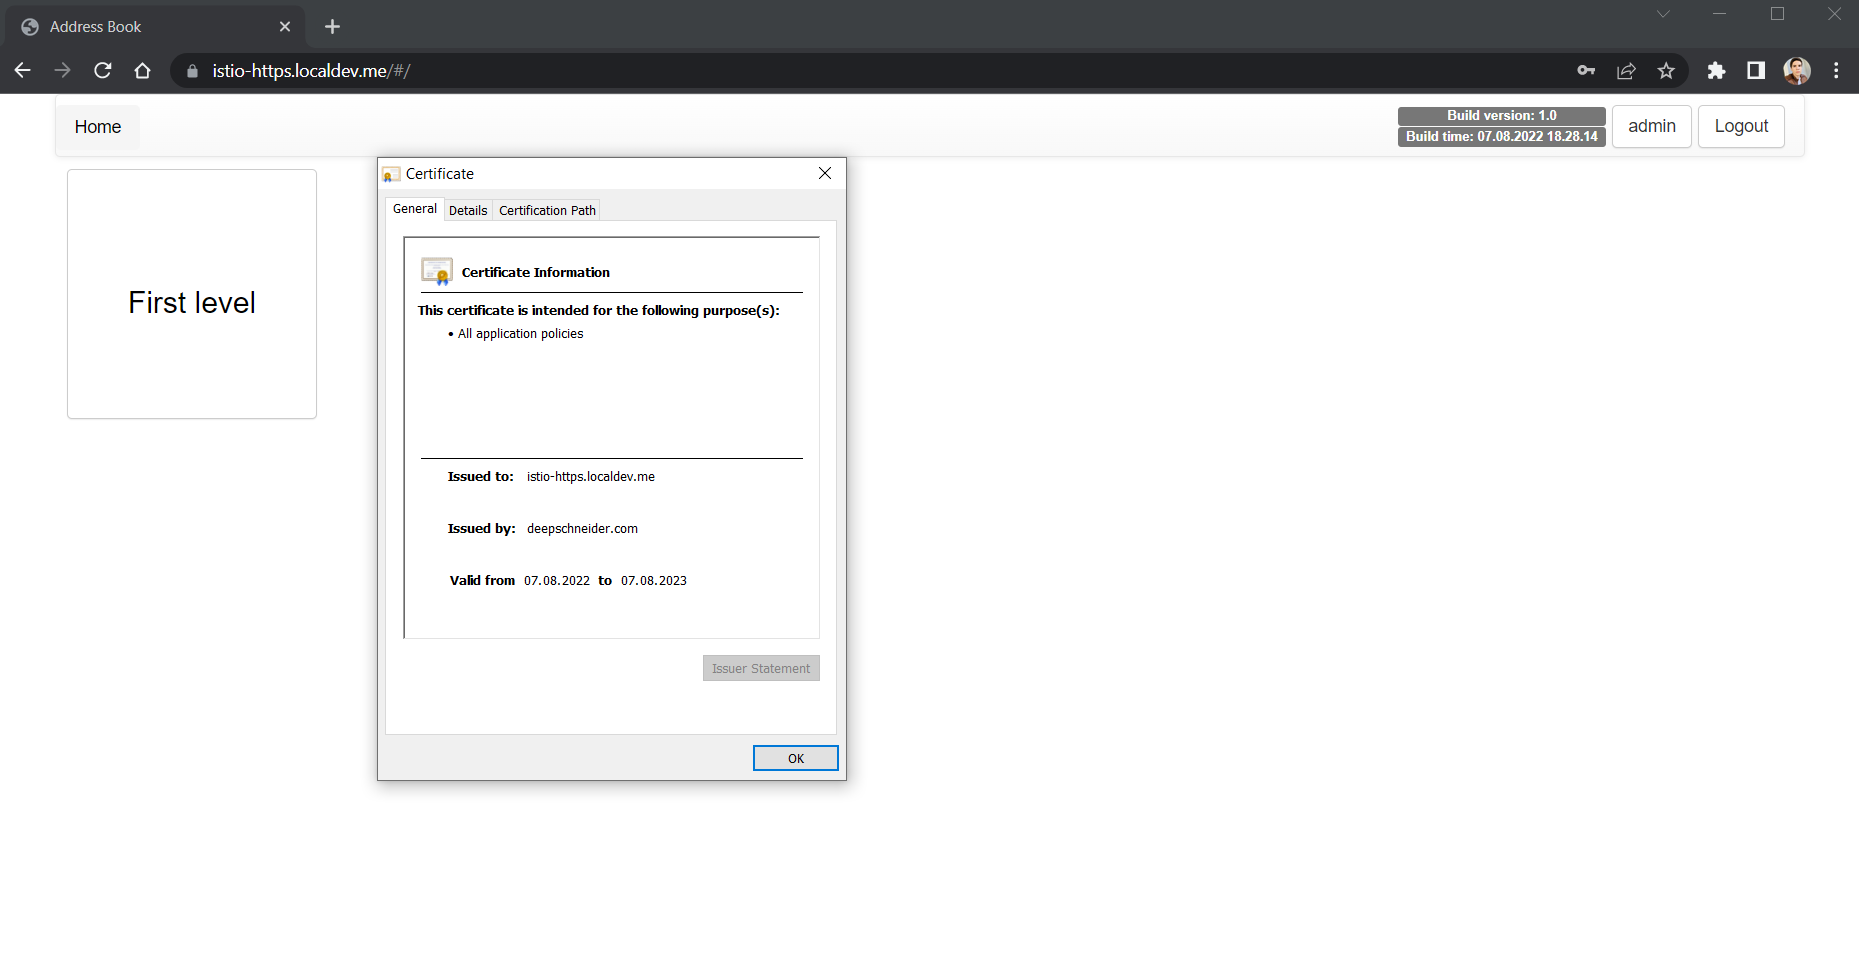 Address Book
istio-https.localdev.me/#/
Home
Build version: 1.0
Build time: 07.08.2022 18.28.14
admin
Logout
First level
Certificate
General Details Certification Path
Certificate Information
This certificate is intended for the following purpose(s):
• All application policies
Issued to: istio-https.localdev.me
Issued by: deepschneider.com
Valid from 07.08.2022 to 07.08.2023
Issuer Statement
OK